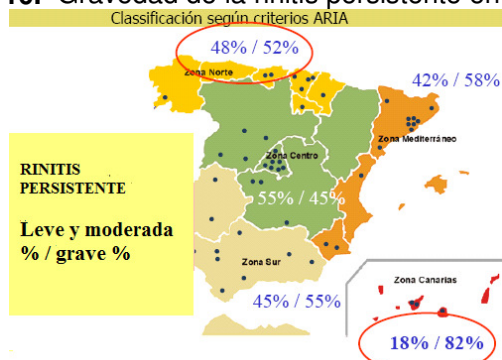 10. Gravedad de la rinitis persistente en
Classificación según criterios ARIA
48% / 52%
Zona Norte
42% / 58%
Zona Mediterráneo
Zona Centro
55% / 45%
RINITIS
PERSISTENTE
Leve y moderada
% / grave %
Zona Sur
45% / 55%
Zona Canarias
18% / 82%